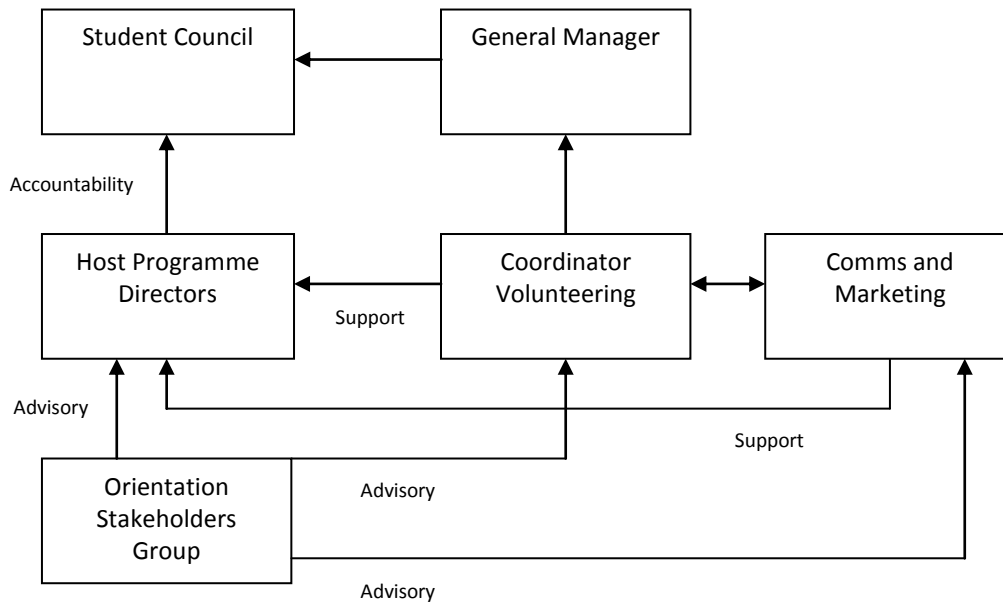 Student Council
General Manager
Accountability
Host Programme
Directors
Coordinator
Volunteering
Comms and
Marketing
Support
Advisory
Support
Orientation
Stakeholders
Group
Advisory
Advisory